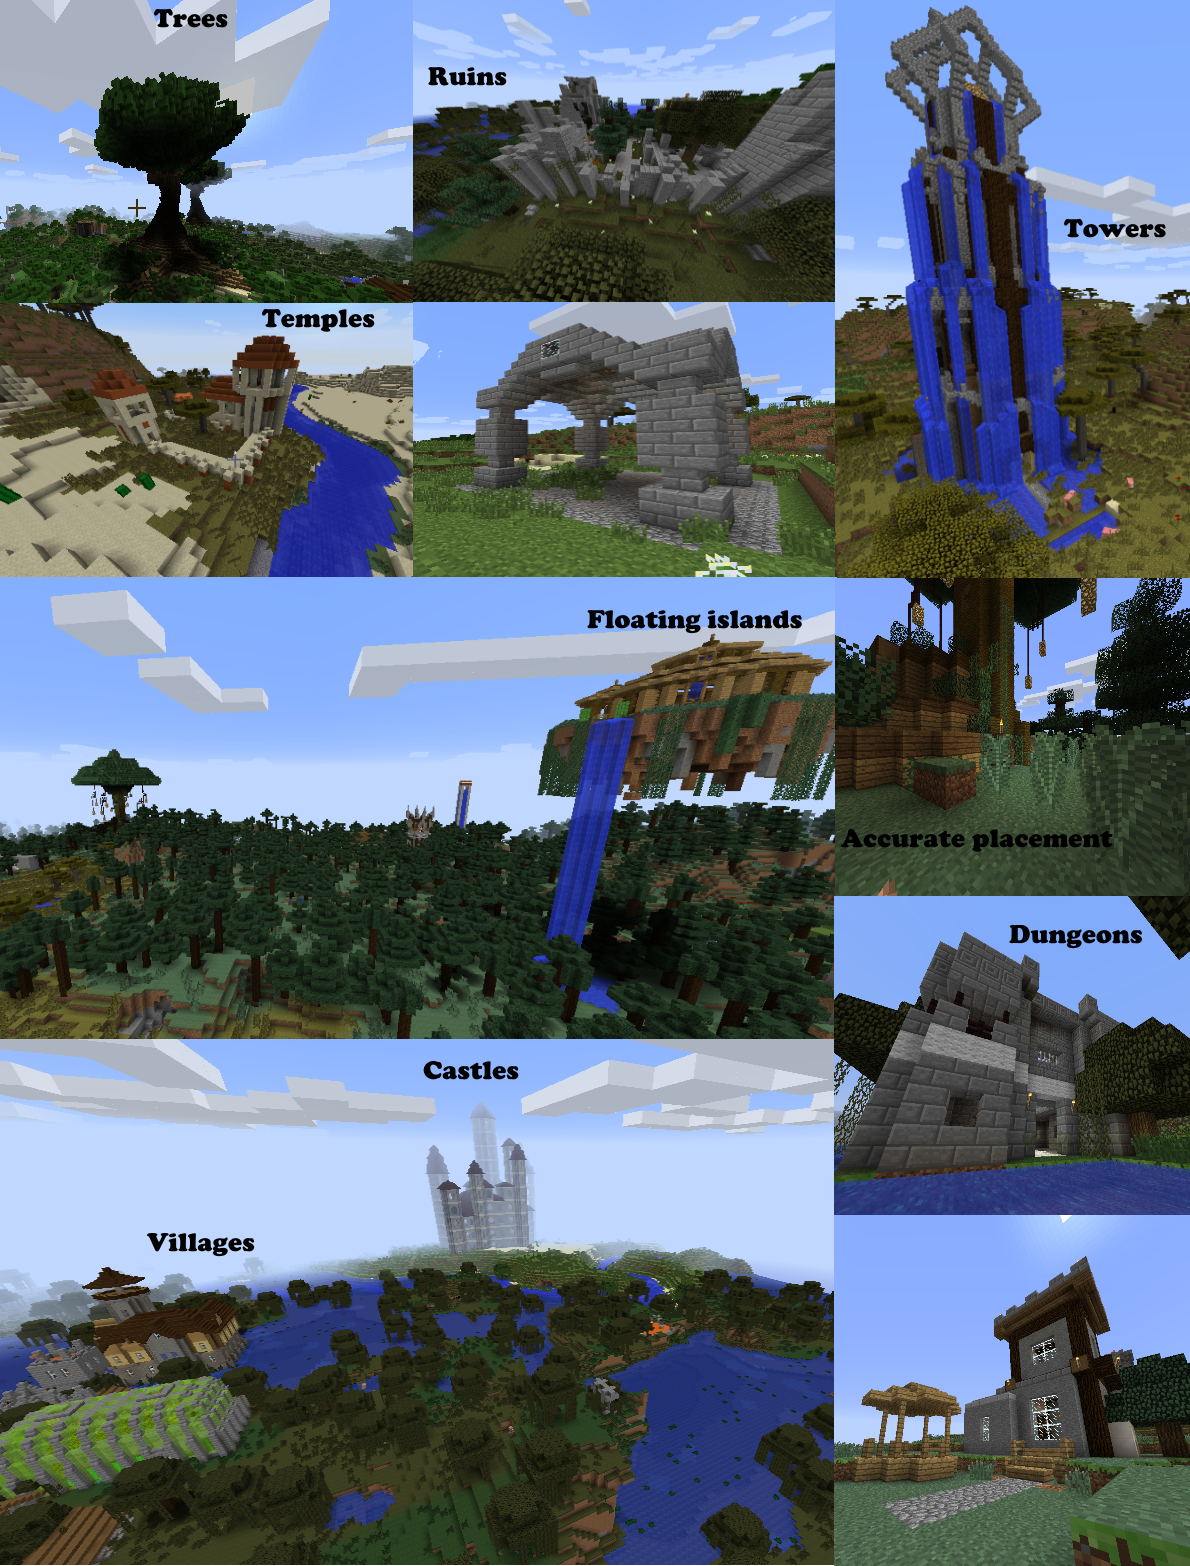 Trees
Ruins
Towers
Temples
Floating islands
Accurate placement
Dungeons
Castles
Villages